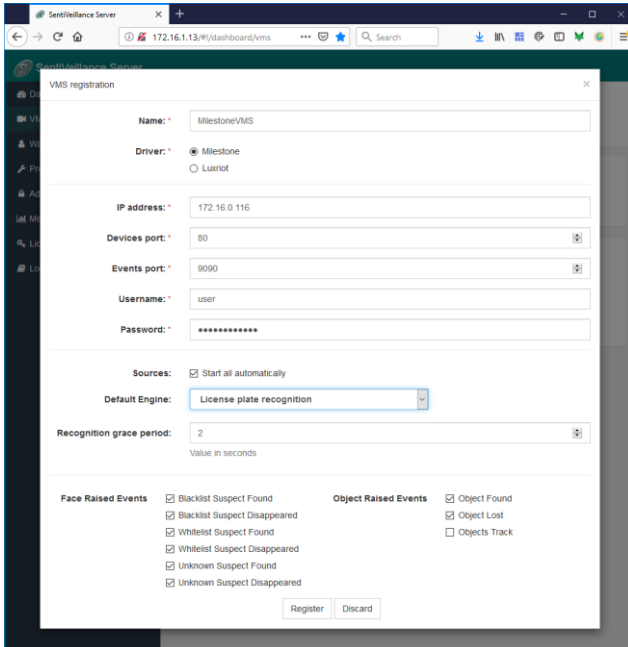 SentiVeillance Server
172.16.1.13/#!/dashboard/vms
Search
SentiVeillance Server
VMS registration
Name: *
MilestoneVMS
Driver: *
Milestone
Luxriot
IP address: *
172.16.0.116
Devices port: *
80
Events port: *
9090
Username: *
user
Password: *
••••••••••••
Sources:
Start all automatically
Default Engine:
License plate recognition
Recognition grace period:
2
Value in seconds
Face Raised Events
Blacklist Suspect Found
Blacklist Suspect Disappeared
Whitelist Suspect Found
Whitelist Suspect Disappeared
Unknown Suspect Found
Unknown Suspect Disappeared
Object Raised Events
Object Found
Object Lost
Objects Track
Register
Discard